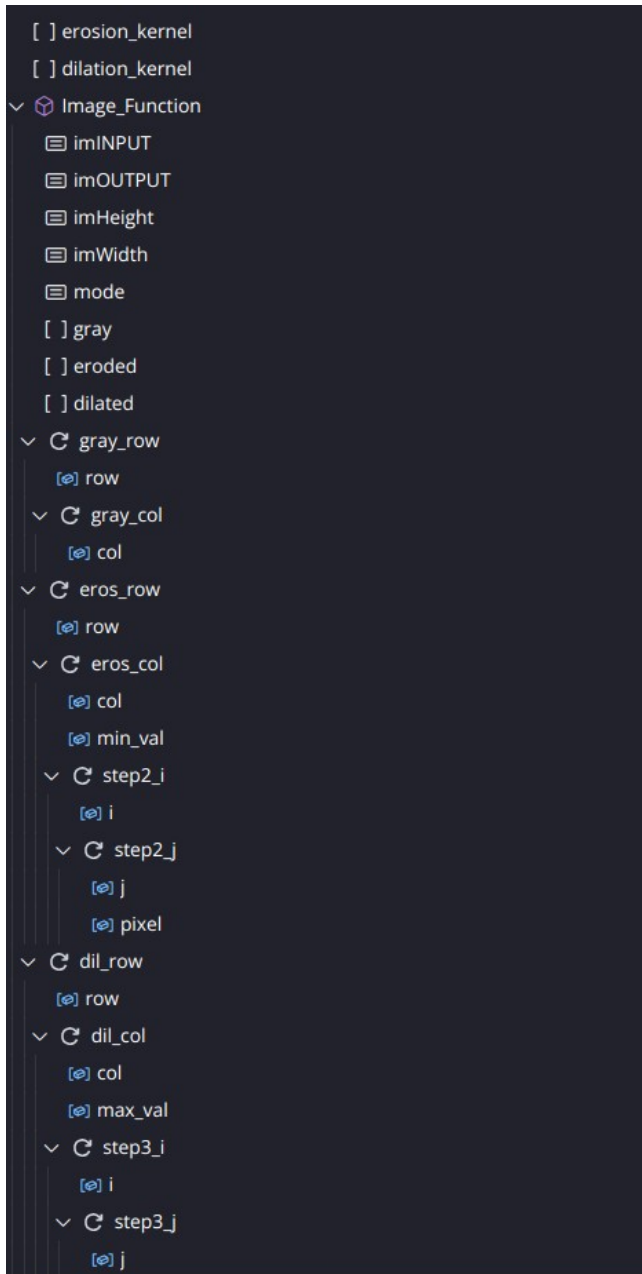 [ ] erosion_kernel
[ ] dilation_kernel
Image_Function
imINPUT
imOUTPUT
imHeight
imWidth
mode
[ ] gray
[ ] eroded
[ ] dilated
gray_row
row
gray_col
col
eros_row
row
eros_col
col
min_val
step2_i
i
step2_j
j
pixel
dil_row
row
dil_col
col
max_val
step3_i
i
step3_j
j